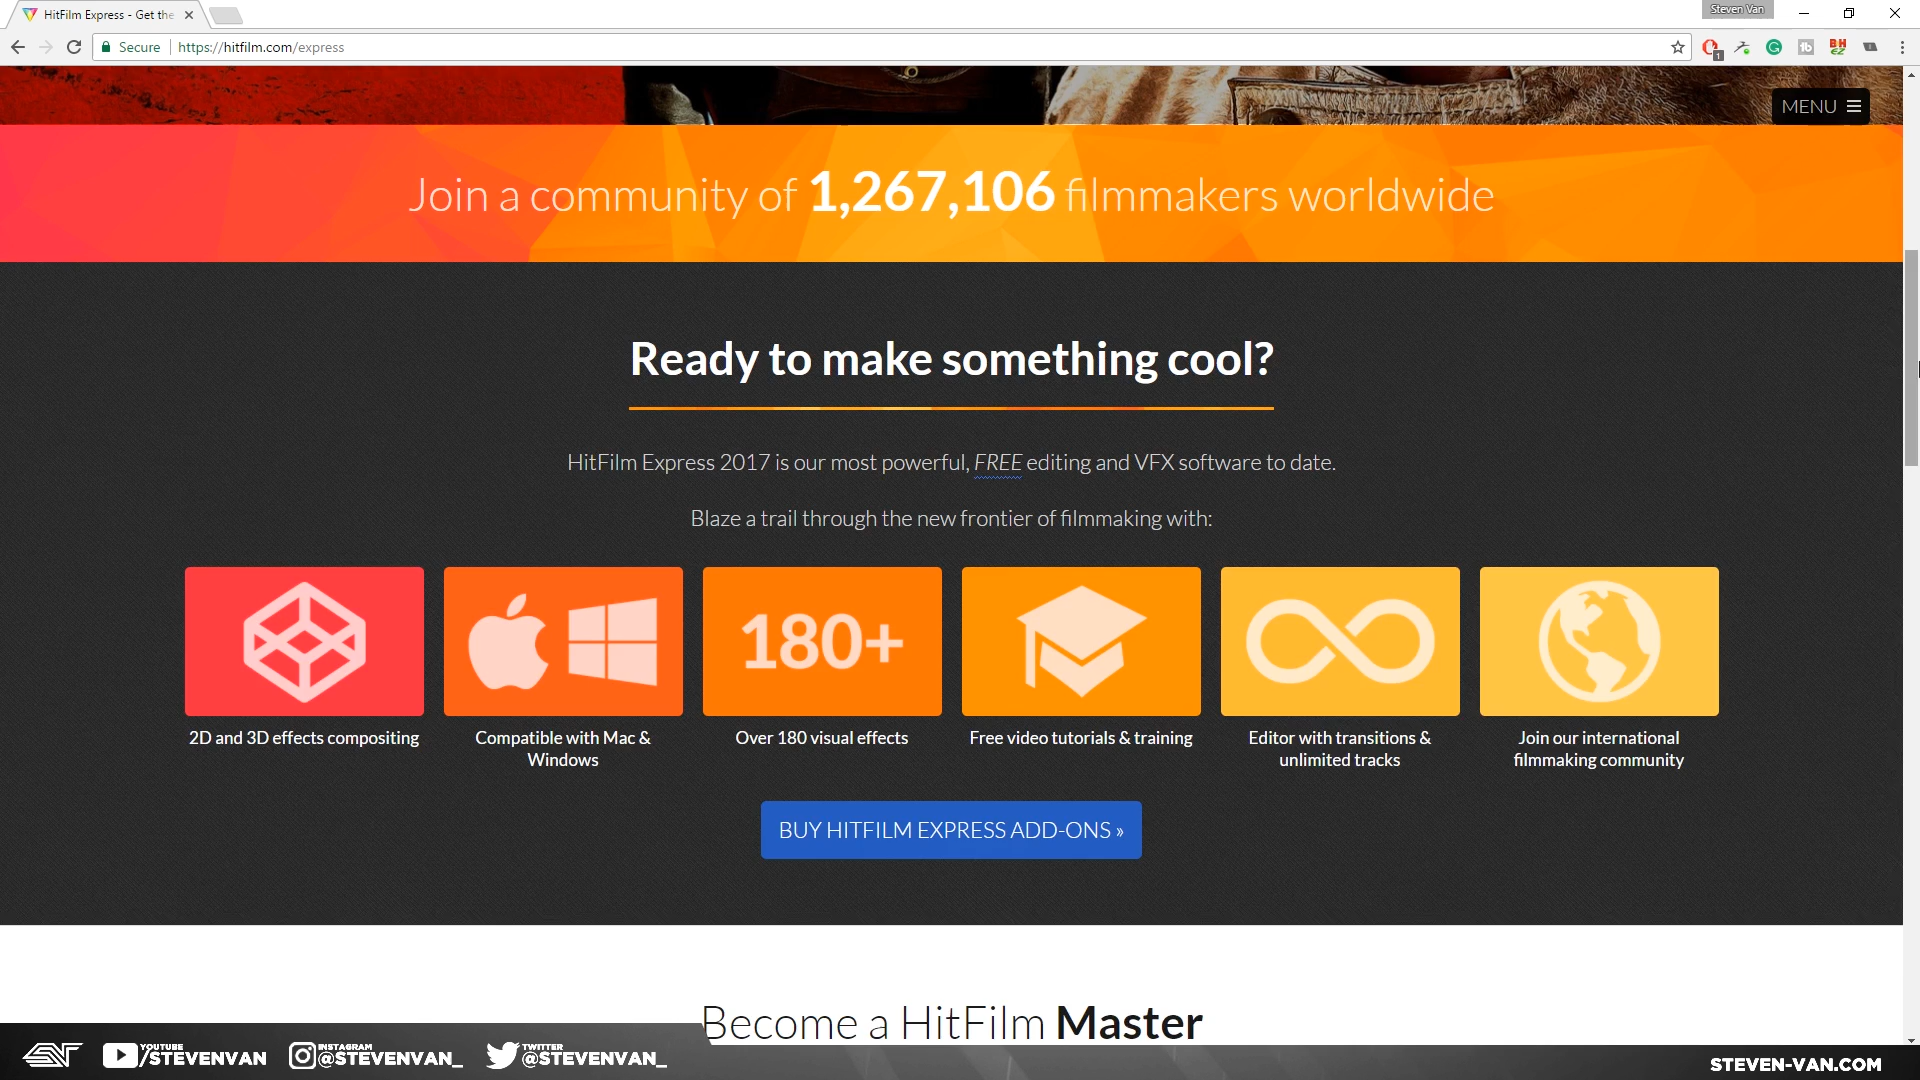 HitFilm Express - Get the
Steven Van
Secure
https://hitfilm.com/express
1
MENU
Join a community of 1,267,106 filmmakers worldwide
Ready to make something cool?
HitFilm Express 2017 is our most powerful, FREE editing and VFX software to date.
Blaze a trail through the new frontier of filmmaking with:
180+
2D and 3D effects compositing
Compatible with Mac &
Windows
Over 180 visual effects
Free video tutorials & training
Editor with transitions &
unlimited tracks
Join our international
filmmaking community
BUY HITFILM EXPRESS ADD-ONS »
Become a HitFilm Master
YOUTUBE
/STEVENVAN
INSTAGRAM
@STEVENVAN_
TWITTER
@STEVENVAN_
STEVEN-VAN.COM